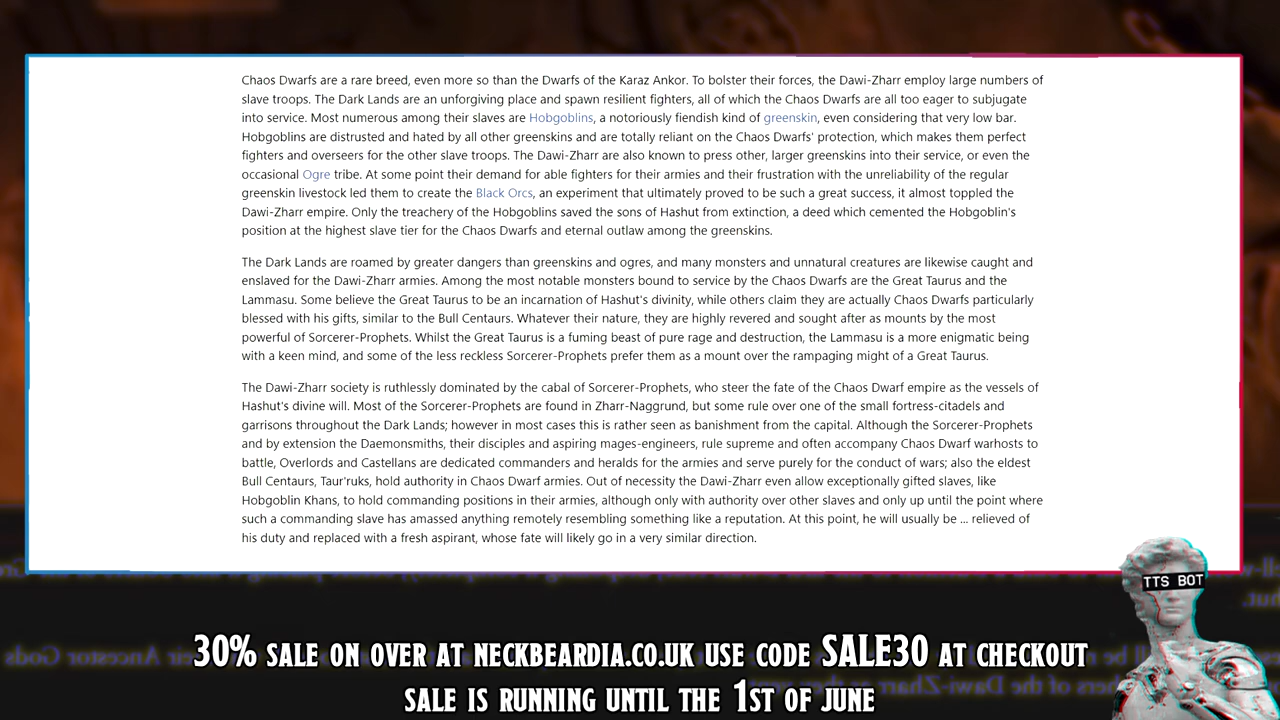 Chaos Dwarfs are a rare breed, even more so than the Dwarfs of the Karaz Ankor. To bolster their forces, the Dawi-Zharr employ large numbers of
slave troops. The Dark Lands are an unforgiving place and spawn resilient fighters, all of which the Chaos Dwarfs are all too eager to subjugate
into service. Most numerous among their slaves are Hobgoblins, a notoriously fiendish kind of greenskin, even considering that very low bar.
Hobgoblins are distrusted and hated by all other greenskins and are totally reliant on the Chaos Dwarfs' protection, which makes them perfect
fighters and overseers for the other slave troops. The Dawi-Zharr are also known to press other, larger greenskins into their service, or even the
occasional Ogre tribe. At some point their demand for able fighters for their armies and their frustration with the unreliability of the regular
greenskin livestock led them to create the Black Orcs, an experiment that ultimately proved to be such a great success, it almost toppled the
Dawi-Zharr empire. Only the treachery of the Hobgoblins saved the sons of Hashut from extinction, a deed which cemented the Hobgoblin's
position at the highest slave tier for the Chaos Dwarfs and eternal outlaw among the greenskins.
The Dark Lands are roamed by greater dangers than greenskins and ogres, and many monsters and unnatural creatures are likewise caught and
enslaved for the Dawi-Zharr armies. Among the most notable monsters bound to service by the Chaos Dwarfs are the Great Taurus and the
Lammasu. Some believe the Great Taurus to be an incarnation of Hashut's divinity, while others claim they are actually Chaos Dwarfs particularly
blessed with his gifts, similar to the Bull Centaurs. Whatever their nature, they are highly revered and sought after as mounts by the most
powerful of Sorcerer-Prophets. Whilst the Great Taurus is a fuming beast of pure rage and destruction, the Lammasu is a more enigmatic being
with a keen mind, and some of the less reckless Sorcerer-Prophets prefer them as a mount over the rampaging might of a Great Taurus.
The Dawi-Zharr society is ruthlessly dominated by the cabal of Sorcerer-Prophets, who steer the fate of the Chaos Dwarf empire as the vessels of
Hashut's divine will. Most of the Sorcerer-Prophets are found in Zharr-Naggrund, but some rule over one of the small fortress-citadels and
garrisons throughout the Dark Lands; however in most cases this is rather seen as banishment from the capital. Although the Sorcerer-Prophets
and by extension the Daemonsmiths, their disciples and aspiring mages-engineers, rule supreme and often accompany Chaos Dwarf warhosts to
battle, Overlords and Castellans are dedicated commanders and heralds for the armies and serve purely for the conduct of wars; also the eldest
Bull Centaurs, Taur'ruks, hold authority in Chaos Dwarf armies. Out of necessity the Dawi-Zharr even allow exceptionally gifted slaves, like
Hobgoblin Khans, to hold commanding positions in their armies, although only with authority over other slaves and only up until the point where
such a commanding slave has amassed anything remotely resembling something like a reputation. At this point, he will usually be ... relieved of
his duty and replaced with a fresh aspirant, whose fate will likely go in a very similar direction.
TTS BOT
30% SALE ON OVER AT NECKBEARDIA.CO.UK USE CODE SALE30 AT CHECKOUT
SALE IS RUNNING UNTIL THE 1ST OF JUNE